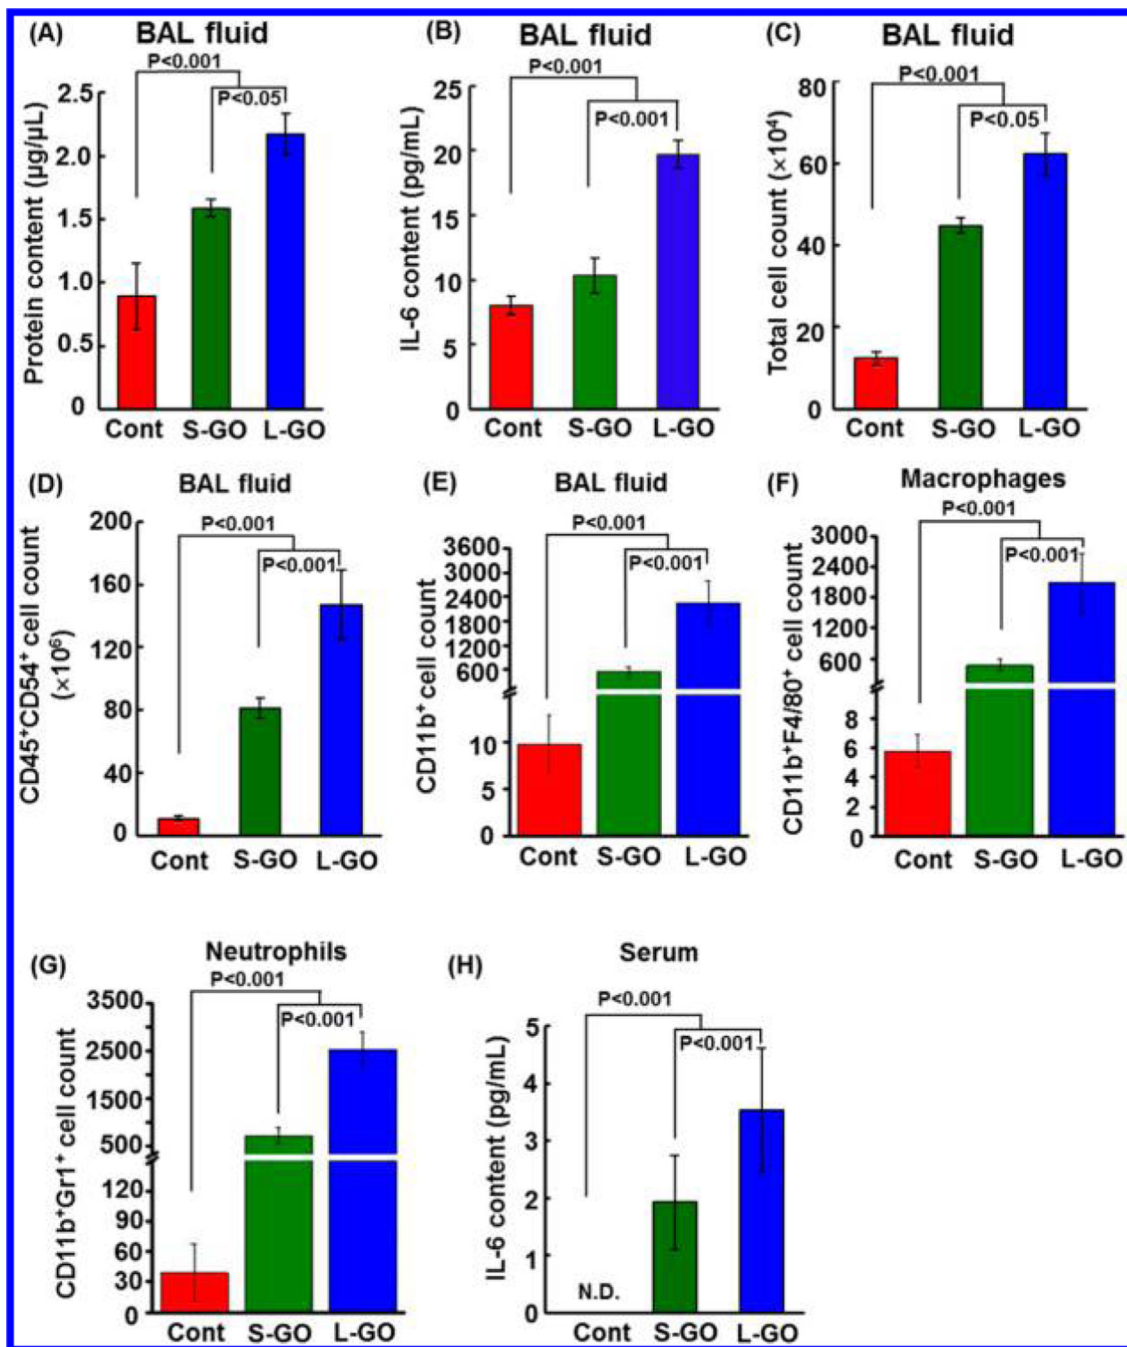 (A)
BAL fluid
P<0.001
P<0.05
Protein content (µg/µL)
2.5
2.0
1.5
1.0
0.5
0
Cont S-GO L-GO
(B)
BAL fluid
P<0.001
P<0.001
IL-6 content (pg/mL)
25
20
15
10
5
0
Cont S-GO L-GO
(C)
BAL fluid
P<0.001
P<0.05
Total cell count (×10⁴)
80
60
40
20
0
Cont S-GO L-GO
(D)
BAL fluid
P<0.001
P<0.001
CD45⁺CD54⁺ cell count
(×10⁶)
200
160
120
80
40
0
Cont S-GO L-GO
(E)
BAL fluid
P<0.001
P<0.001
CD11b⁺ cell count
3600
3000
2400
1800
1200
600
10
5
0
Cont S-GO L-GO
(F)
Macrophages
P<0.001
P<0.001
CD11b⁺F4/80⁺ cell count
3000
2400
1800
1200
600
8
6
4
2
0
Cont S-GO L-GO
(G)
Neutrophils
P<0.001
P<0.001
CD11b⁺Gr1⁺ cell count
3500
2500
1500
500
120
90
60
30
0
Cont S-GO L-GO
(H)
Serum
P<0.001
P<0.001
IL-6 content (pg/mL)
5
4
3
2
1
0
N.D.
Cont S-GO L-GO